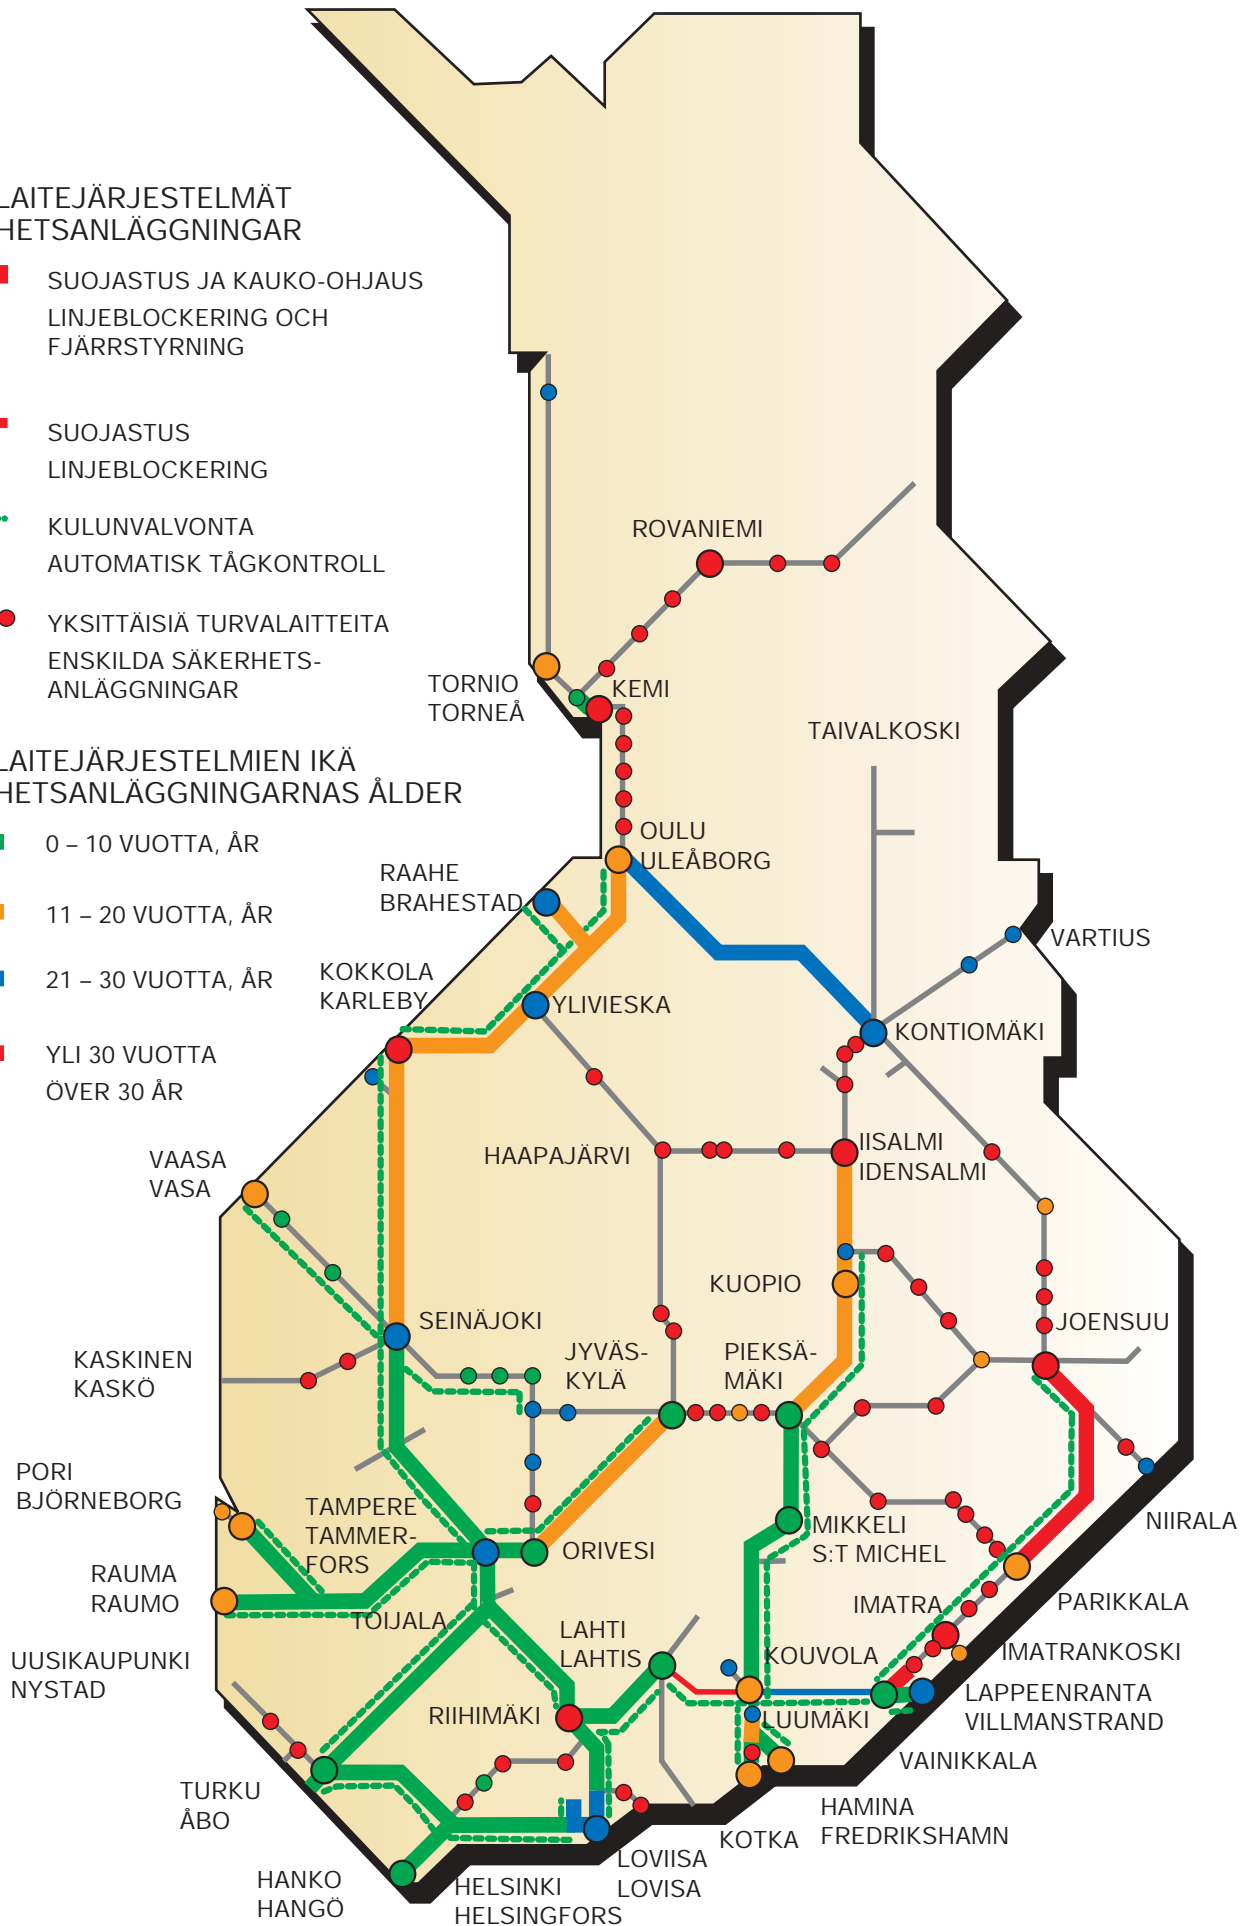 LAITEJÄRJESTELMÄT
HETSANLÄGGNINGAR
SUOJASTUS JA KAUKO-OHJAUS
LINJEBLOCKERING OCH
FJÄRRSTYRNING
SUOJASTUS
LINJEBLOCKERING
KULUNVALVONTA
AUTOMATISK TÅGKONTROLL
YKSITTÄISIÄ TURVALAITTEITA
ENSKILDA SÄKERHETS-
ANLÄGGNINGAR
LAITEJÄRJESTELMIEN IKÄ
HETSANLÄGGNINGARNAS ÅLDER
0 – 10 VUOTTA, ÅR
11 – 20 VUOTTA, ÅR
21 – 30 VUOTTA, ÅR
YLI 30 VUOTTA
ÖVER 30 ÅR
ROVANIEMI
TORNIO
TORNEÅ
KEMI
TAIVALKOSKI
OULU
ULEÅBORG
RAAHE
BRAHESTAD
VARTIUS
KOKKOLA
KARLEBY
YLIVIESKA
KONTIOMÄKI
VAASA
VASA
HAAPAJÄRVI
IISALMI
IDENSALMI
KUOPIO
SEINÄJOKI
JOENSUU
KASKINEN
KASKÖ
JYVÄS-
KYLÄ
PIEKSÄ-
MÄKI
PORI
BJÖRNEBORG
TAMPERE
TAMMER-
FORS
ORIVESI
MIKKELI
S:T MICHEL
NIIRALA
RAUMA
RAUMO
TOIJALA
IMATRA
PARIKKALA
LAHTI
LAHTIS
KOUVOLA
IMATRANKOSKI
UUSIKAUPUNKI
NYSTAD
LAPPEENRANTA
VILLMANSTRAND
RIIHIMÄKI
LUUMÄKI
VAINIKKALA
TURKU
ÅBO
HAMINA
FREDRIKSHAMN
KOTKA
LOVIISA
LOVISA
HANKO
HANGÖ
HELSINKI
HELSINGFORS